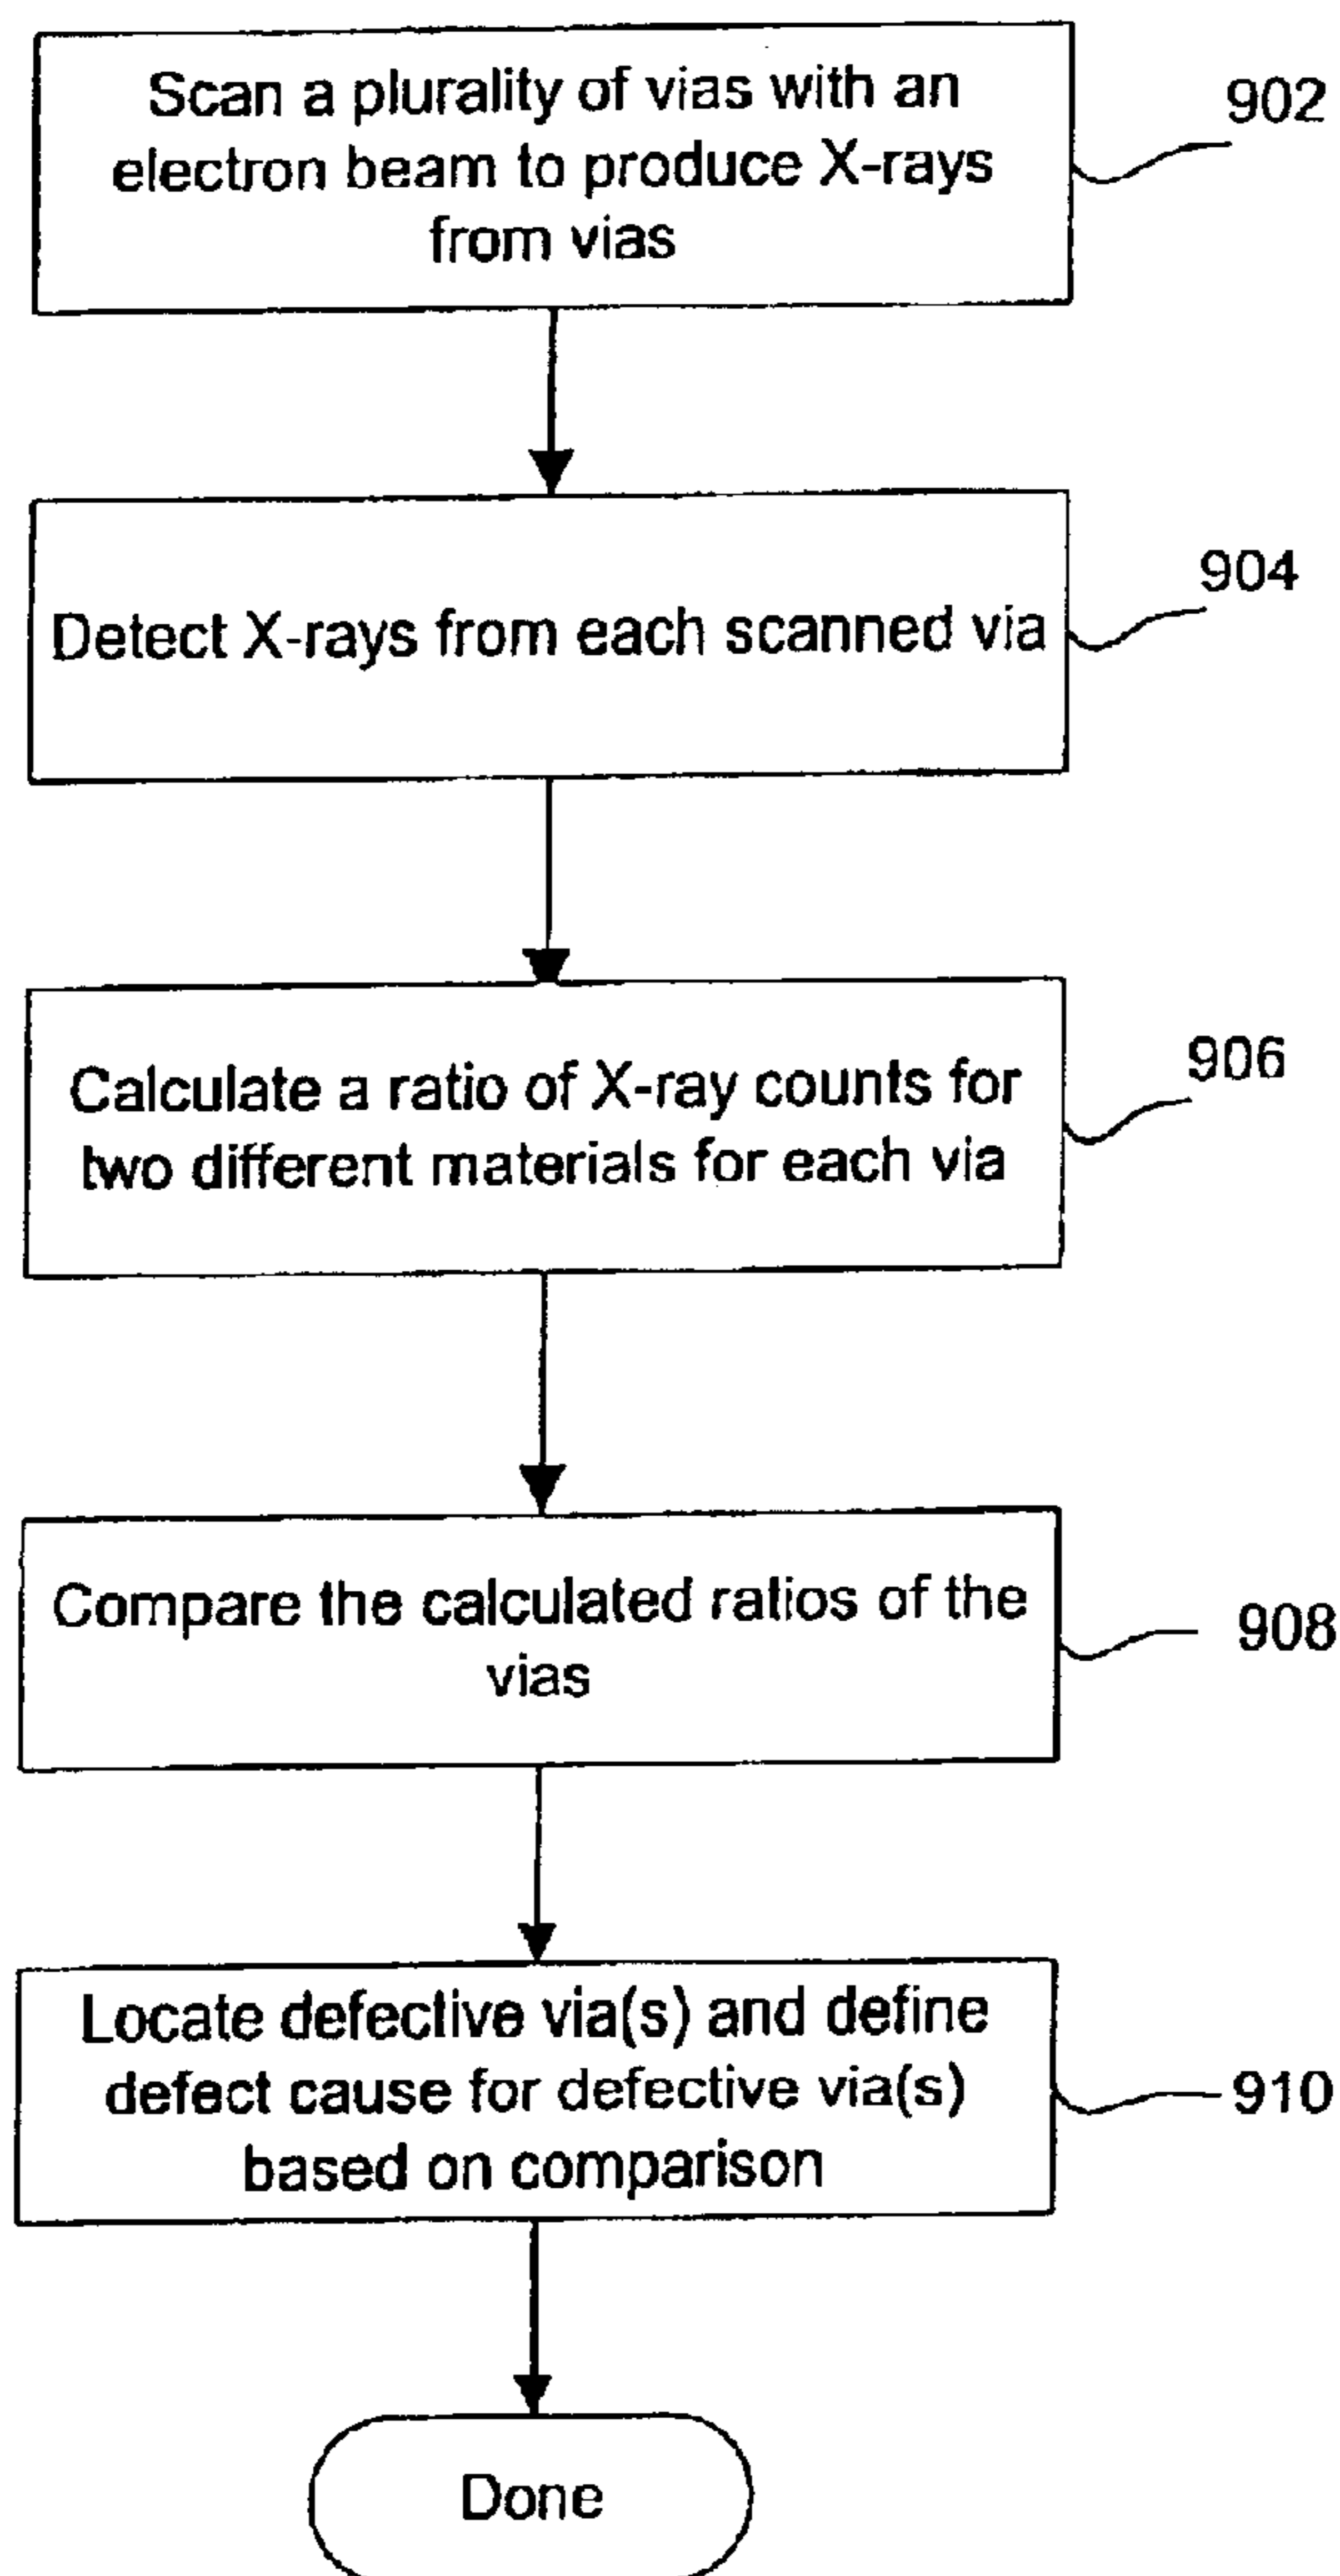 Scan a plurality of vias with an
electron beam to produce X-rays
from vias
902
Detect X-rays from each scanned via
904
Calculate a ratio of X-ray counts for
two different materials for each via
906
Compare the calculated ratios of the
vias
908
Locate defective via(s) and define
defect cause for defective via(s)
based on comparison
910
Done